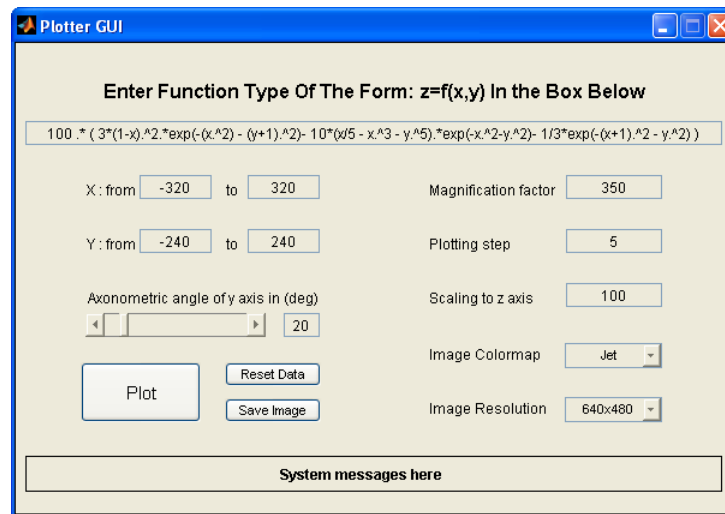 Plotter GUI
Enter Function Type Of The Form: z=f(x,y) In the Box Below
100 .* ( 3*(1-x).^2.*exp(-(x.^2) - (y+1).^2)- 10*(x/5 - x.^3 - y.^5).*exp(-x.^2-y.^2)- 1/3*exp(-(x+1).^2 - y.^2) )
X : from -320 to 320 Magnification factor 350
Y : from -240 to 240 Plotting step 5
Axonometric angle of y axis in (deg) Scaling to z axis 100
20
Image Colormap Jet
Plot Reset Data
Save Image Image Resolution 640x480
System messages here